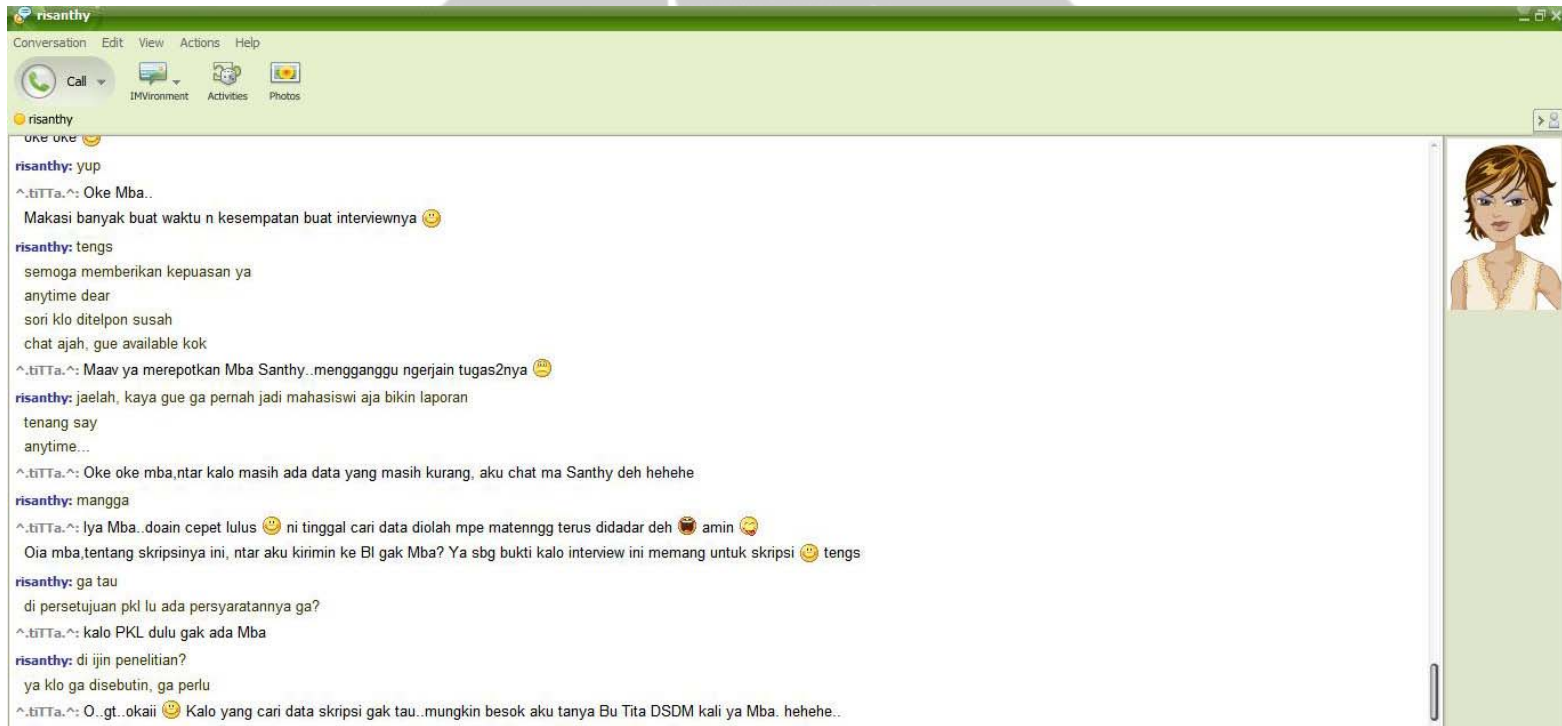 risanthy
Conversation Edit View Actions Help
Call IMVironment Activities Photos
risanthy
oke oke
risanthy: yup
^.tiTTa.^: Oke Mba..
Makasi banyak buat waktu n kesempatan buat interviewnya
risanthy: tengs
semoga memberikan kepuasan ya
anytime dear
sori klo ditelpon susah
chat ajah, gue available kok
^.tiTTa.^: Maav ya merepotkan Mba Santhy..mengganggu ngerjain tugas2nya
risanthy: jaelah, kaya gue ga pernah jadi mahasiswi aja bikin laporan
tenang say
anytime...
^.tiTTa.^: Oke oke mba,ntar kalo masih ada data yang masih kurang, aku chat ma Santhy deh hehehe
risanthy: mangga
^.tiTTa.^: Iya Mba..doain cepet lulus ni tinggal cari data diolah mpe matenngg terus didadar deh amin
Oia mba,tentang skripsinya ini, ntar aku kirimin ke BI gak Mba? Ya sbg bukti kalo interview ini memang untuk skripsi tengs
risanthy: ga tau
di persetujuan pkl lu ada persyaratannya ga?
^.tiTTa.^: kalo PKL dulu gak ada Mba
risanthy: di ijin penelitian?
ya klo ga disebutin, ga perlu
^.tiTTa.^: O..gt..okaii Kalo yang cari data skripsi gak tau..mungkin besok aku tanya Bu Tita DSDM kali ya Mba. hehehe..